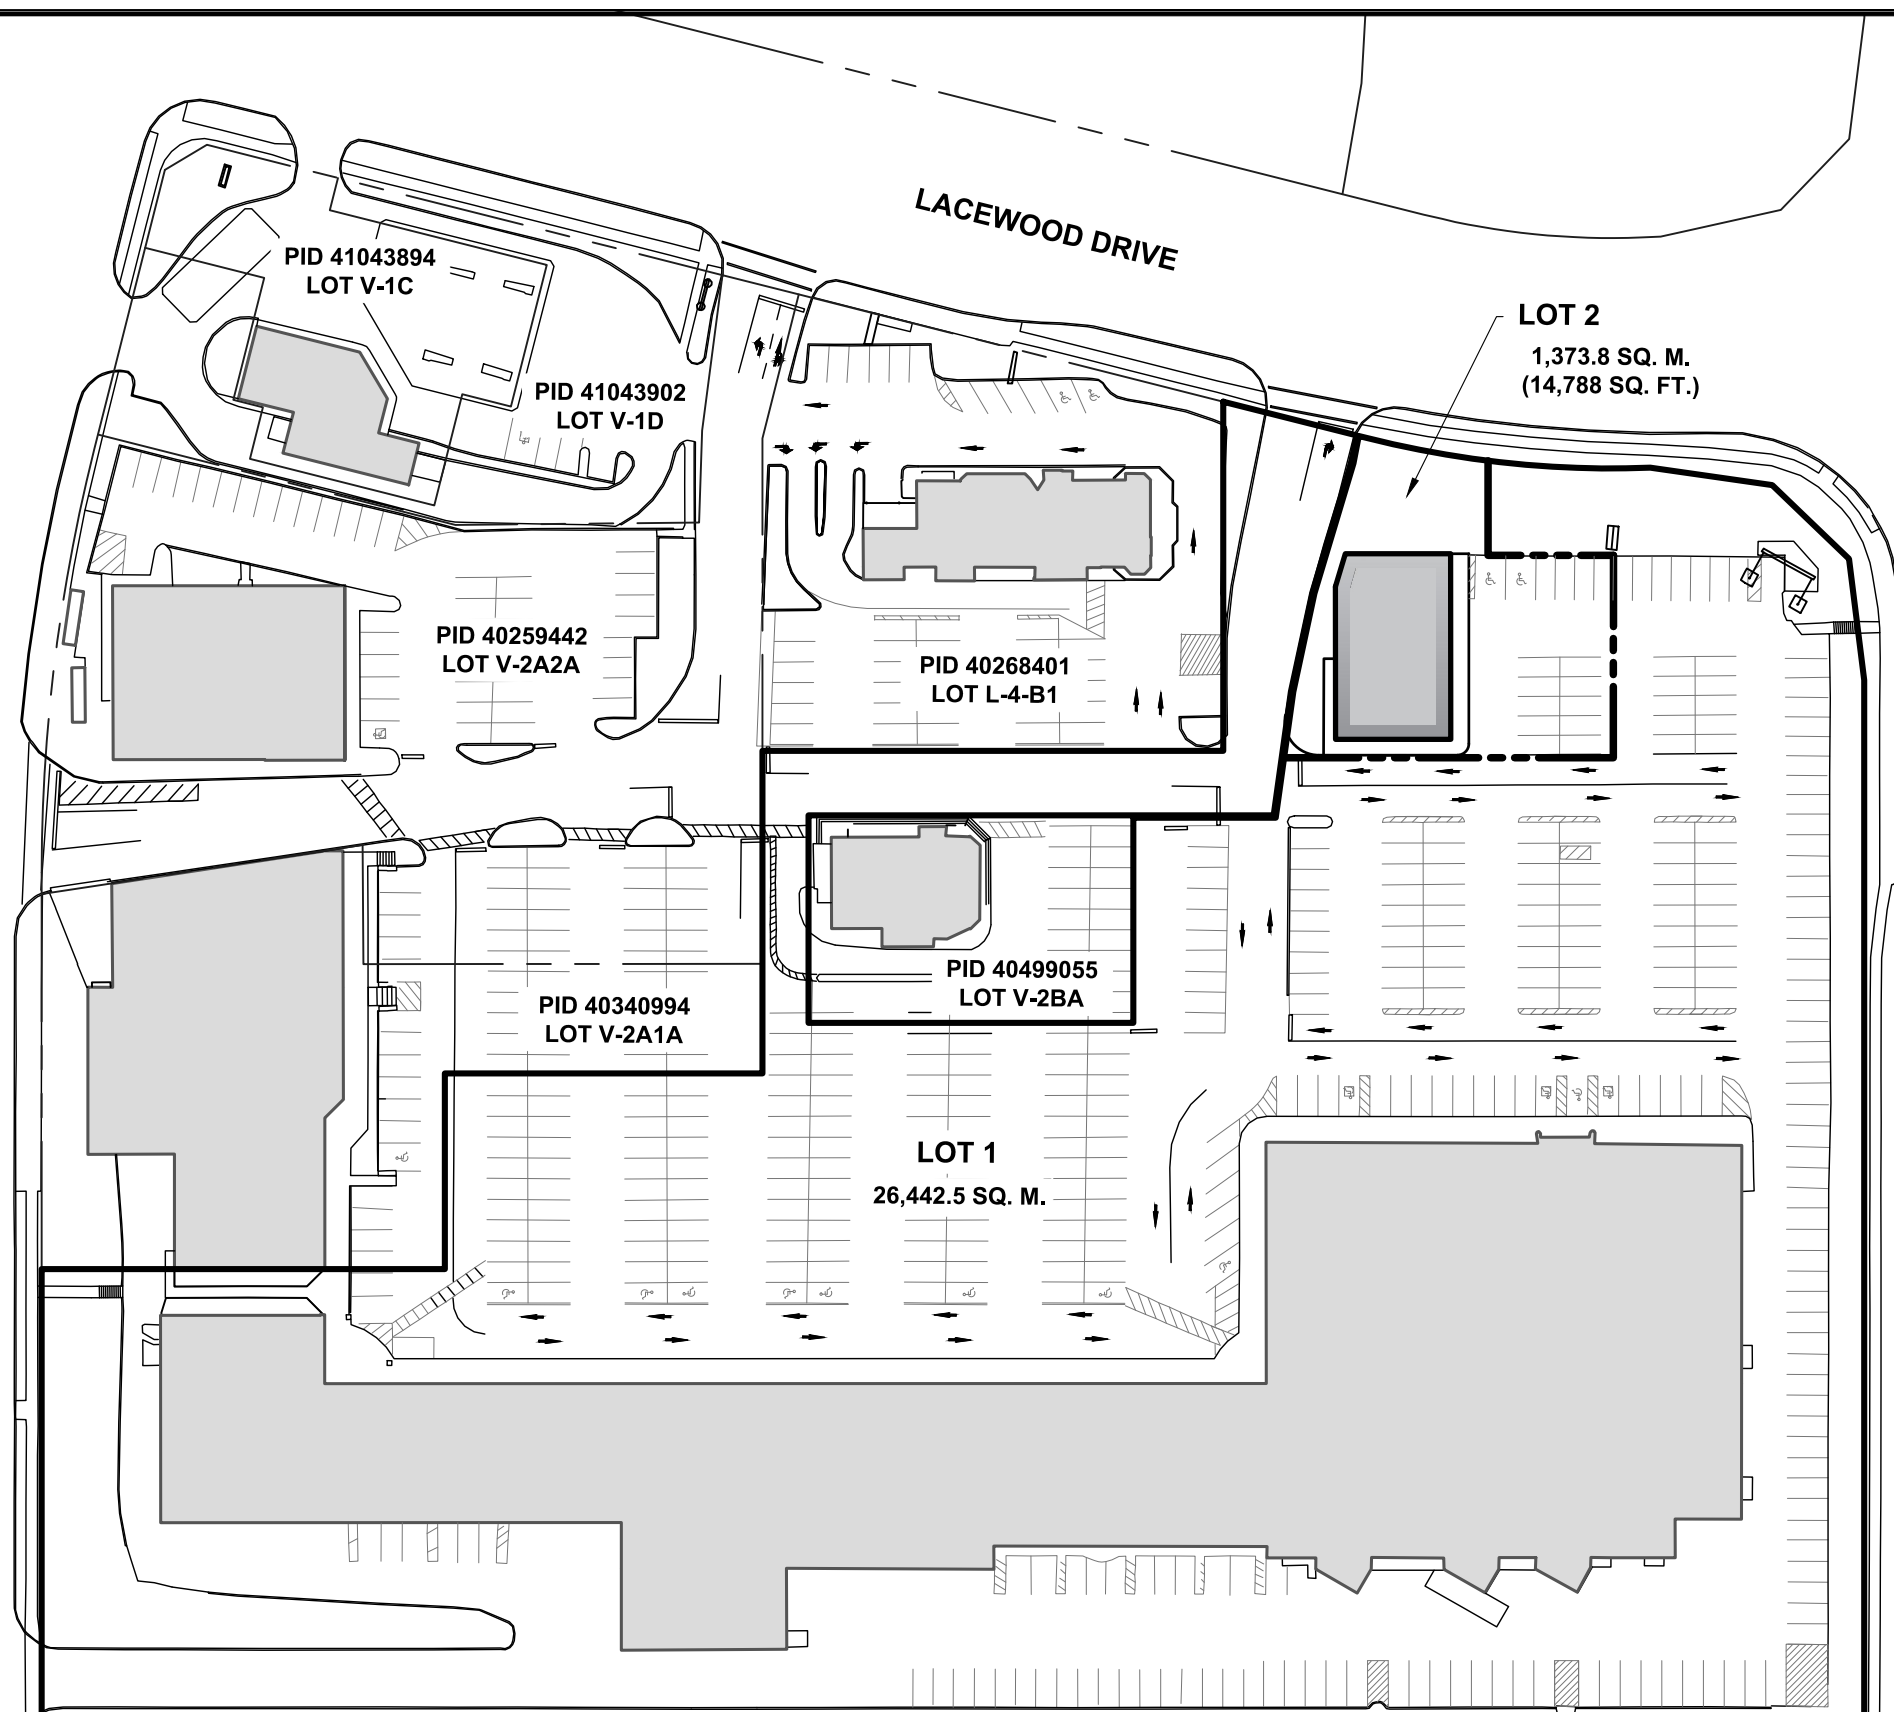 LACEWOOD DRIVE
PID 41043894
LOT V-1C
LOT 2
1,373.8 SQ. M.
(14,788 SQ. FT.)
PID 41043902
LOT V-1D
PID 40259442
LOT V-2A2A
PID 40268401
LOT L-4-B1
PID 40499055
LOT V-2BA
PID 40340994
LOT V-2A1A
LOT 1
26,442.5 SQ. M.